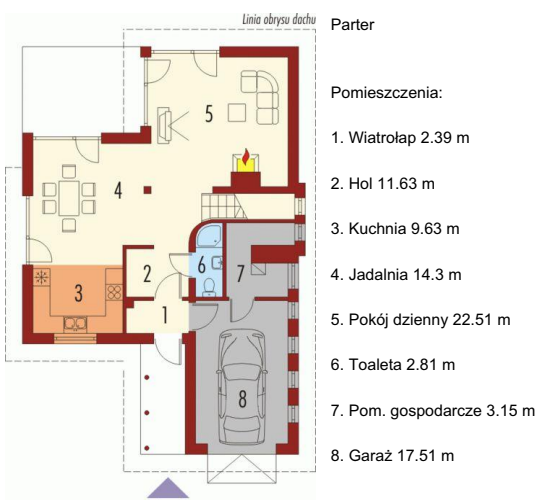 Linia obrysu dachu
Parter
Pomieszczenia:
1. Wiatrołap 2.39 m
2. Hol 11.63 m
3. Kuchnia 9.63 m
4. Jadalnia 14.3 m
5. Pokój dzienny 22.51 m
6. Toaleta 2.81 m
7. Pom. gospodarcze 3.15 m
8. Garaż 17.51 m
5
4
2
6
7
3
1
8